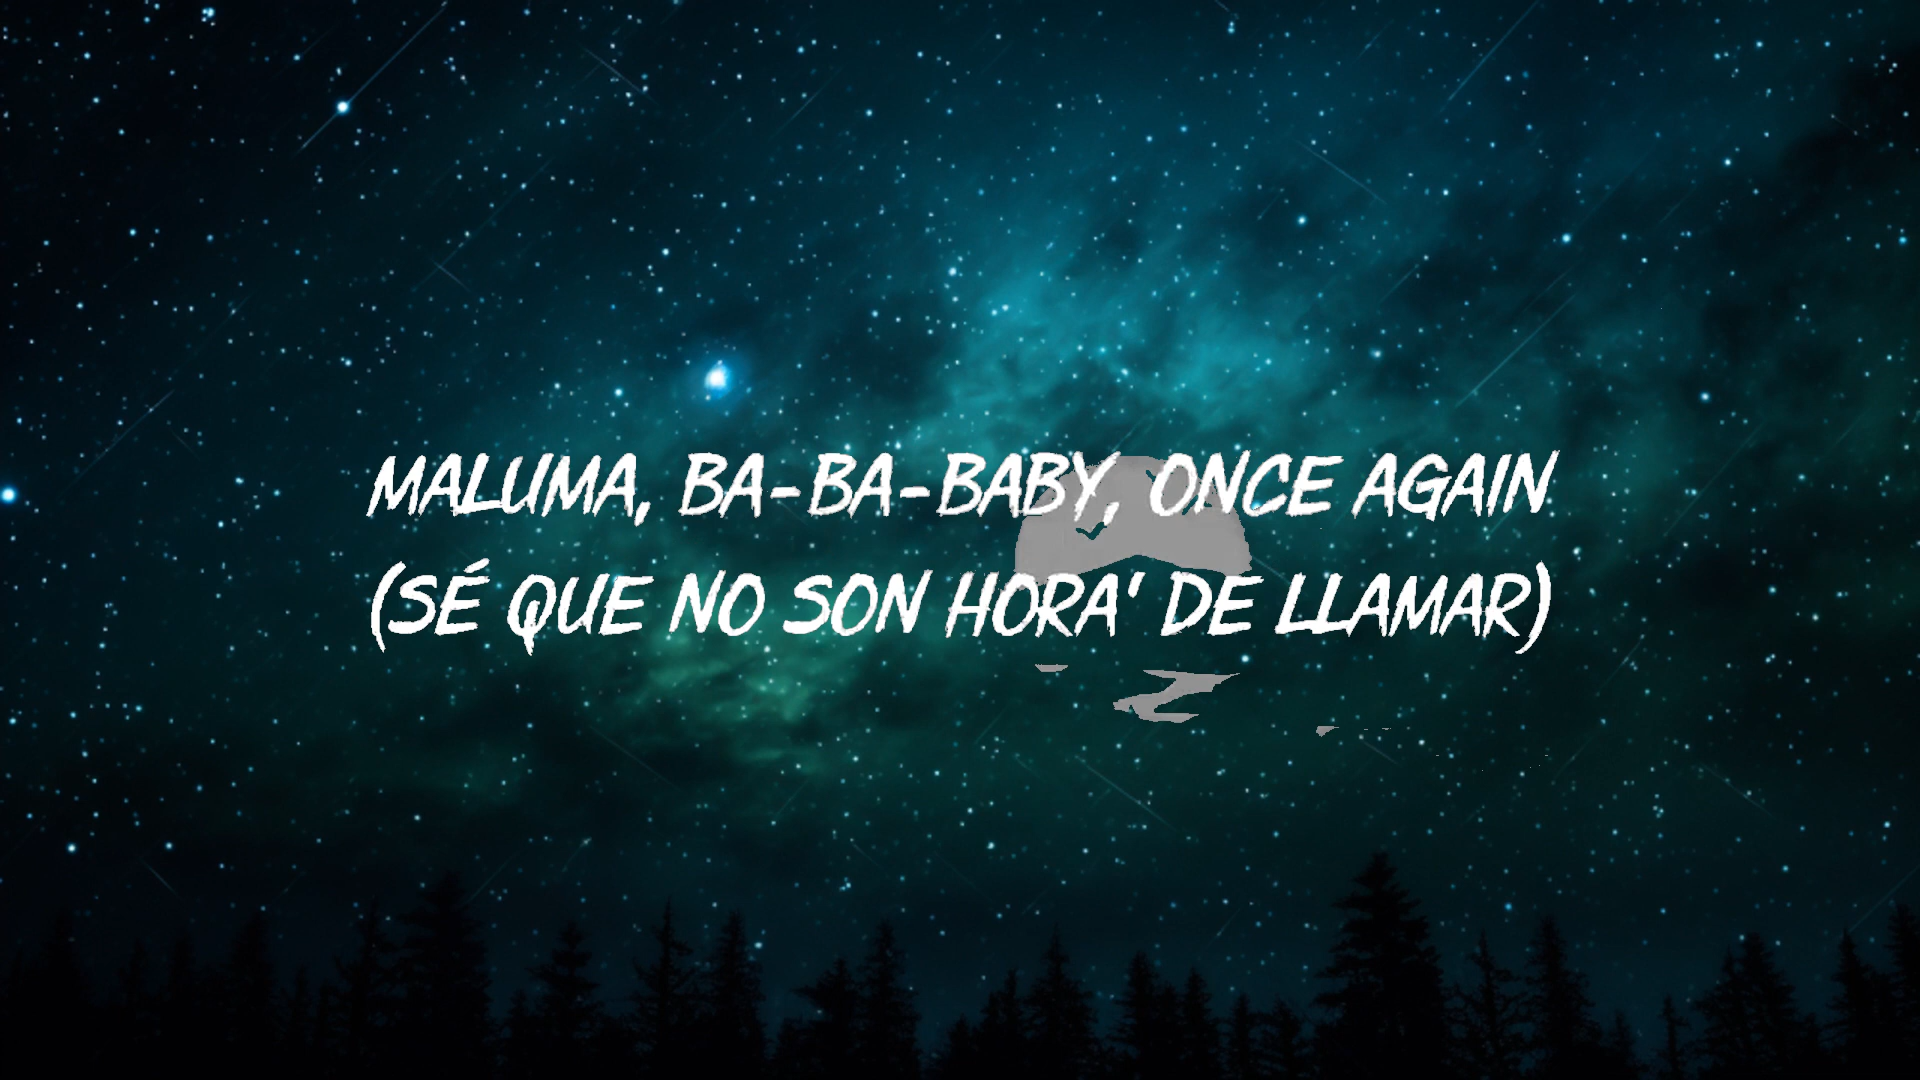 MALUMA, BA-BA-BABY, ONCE AGAIN
(SÉ QUE NO SON HORA' DE LLAMAR)